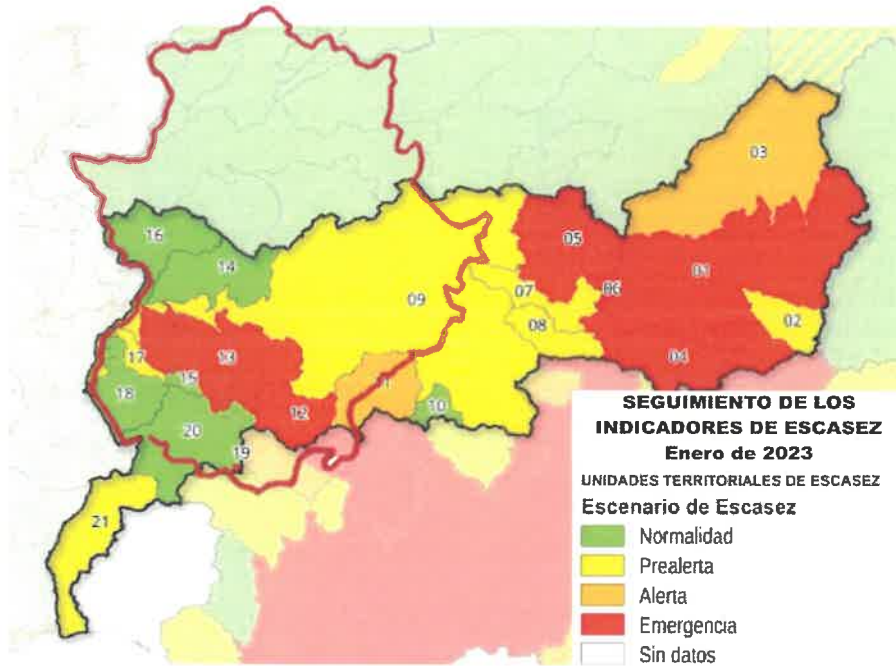 03
16
05
01
14
06
09
07
02
08
17
13
04
15
18
11
12
10
20
19
21
SEGUIMIENTO DE LOS
INDICADORES DE ESCASEZ
Enero de 2023
UNIDADES TERRITORIALES DE ESCASEZ
Escenario de Escasez
Normalidad
Prealerta
Alerta
Emergencia
Sin datos